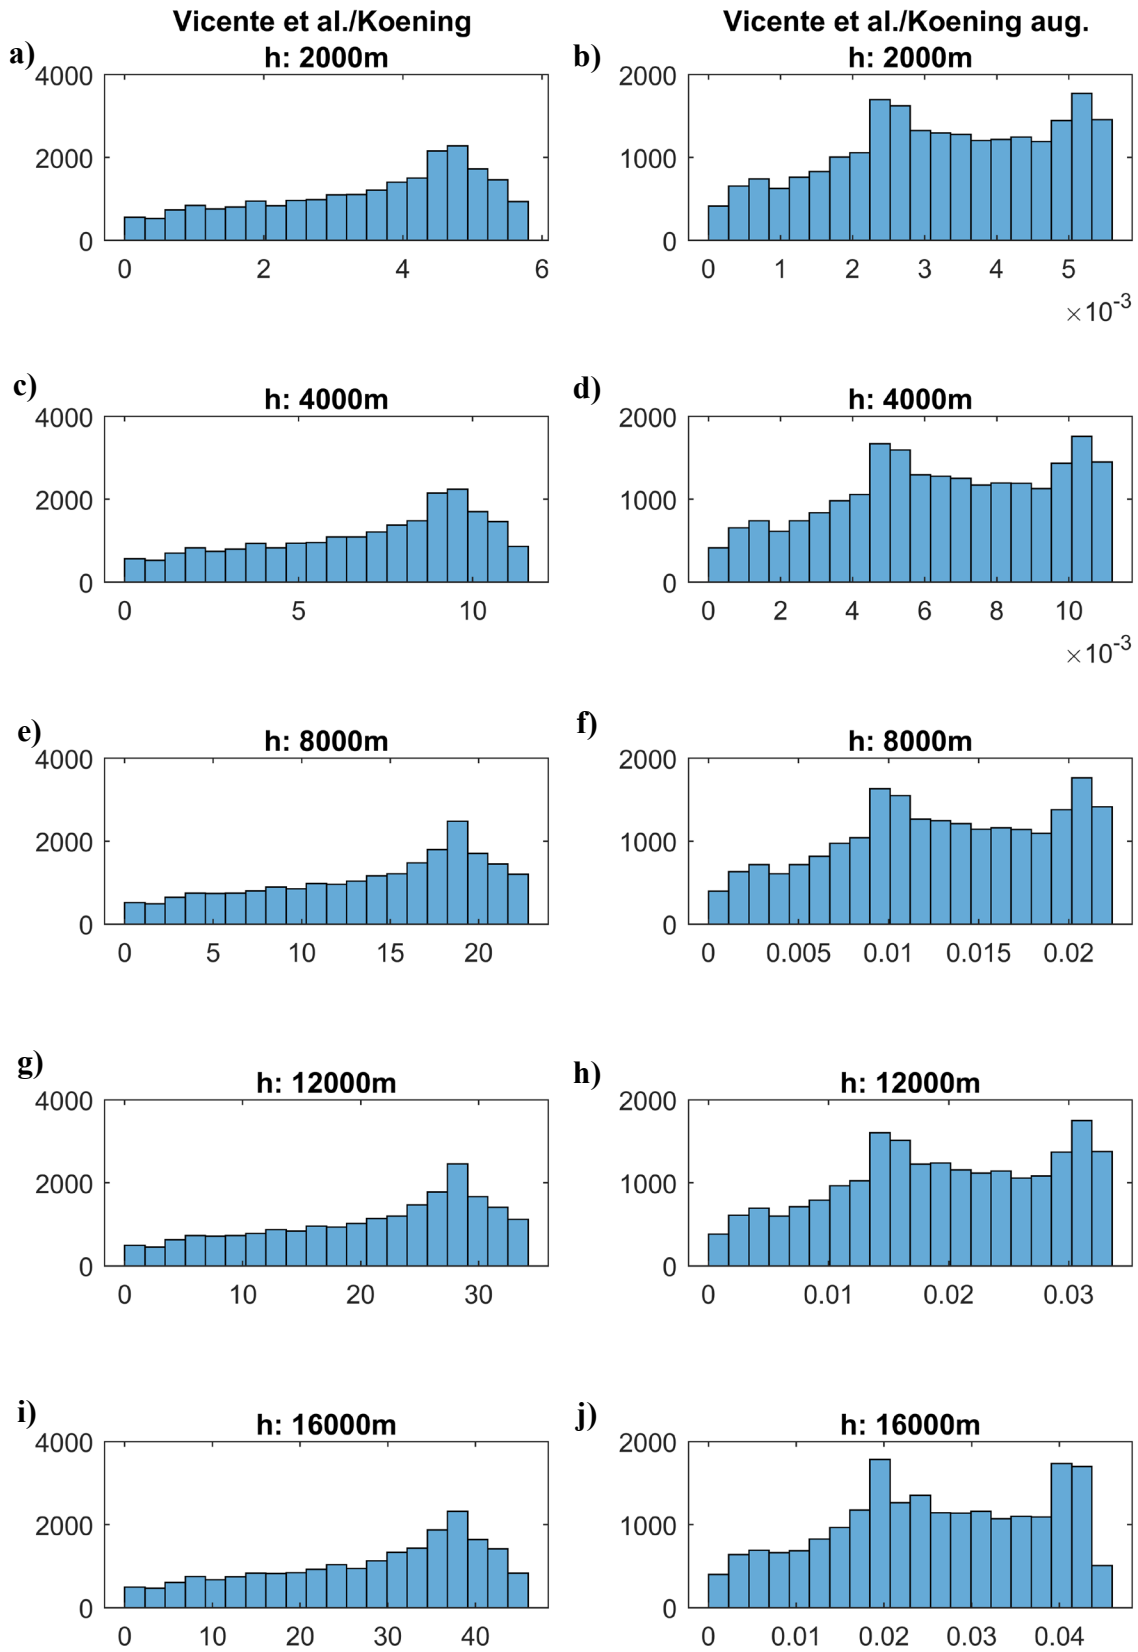 Vicente et al./Koening
Vicente et al./Koening aug.
a)
h: 2000m
4000
2000
0
0 2 4 6
b)
h: 2000m
2000
1000
0
0 1 2 3 4 5
×10-3
c)
h: 4000m
4000
2000
0
0 5 10
d)
h: 4000m
2000
1000
0
0 2 4 6 8 10
×10-3
e)
h: 8000m
4000
2000
0
0 5 10 15 20
f)
h: 8000m
2000
1000
0
0 0.005 0.01 0.015 0.02
g)
h: 12000m
4000
2000
0
0 10 20 30
h)
h: 12000m
2000
1000
0
0 0.01 0.02 0.03
i)
h: 16000m
4000
2000
0
0 10 20 30 40
j)
h: 16000m
2000
1000
0
0 0.01 0.02 0.03 0.04